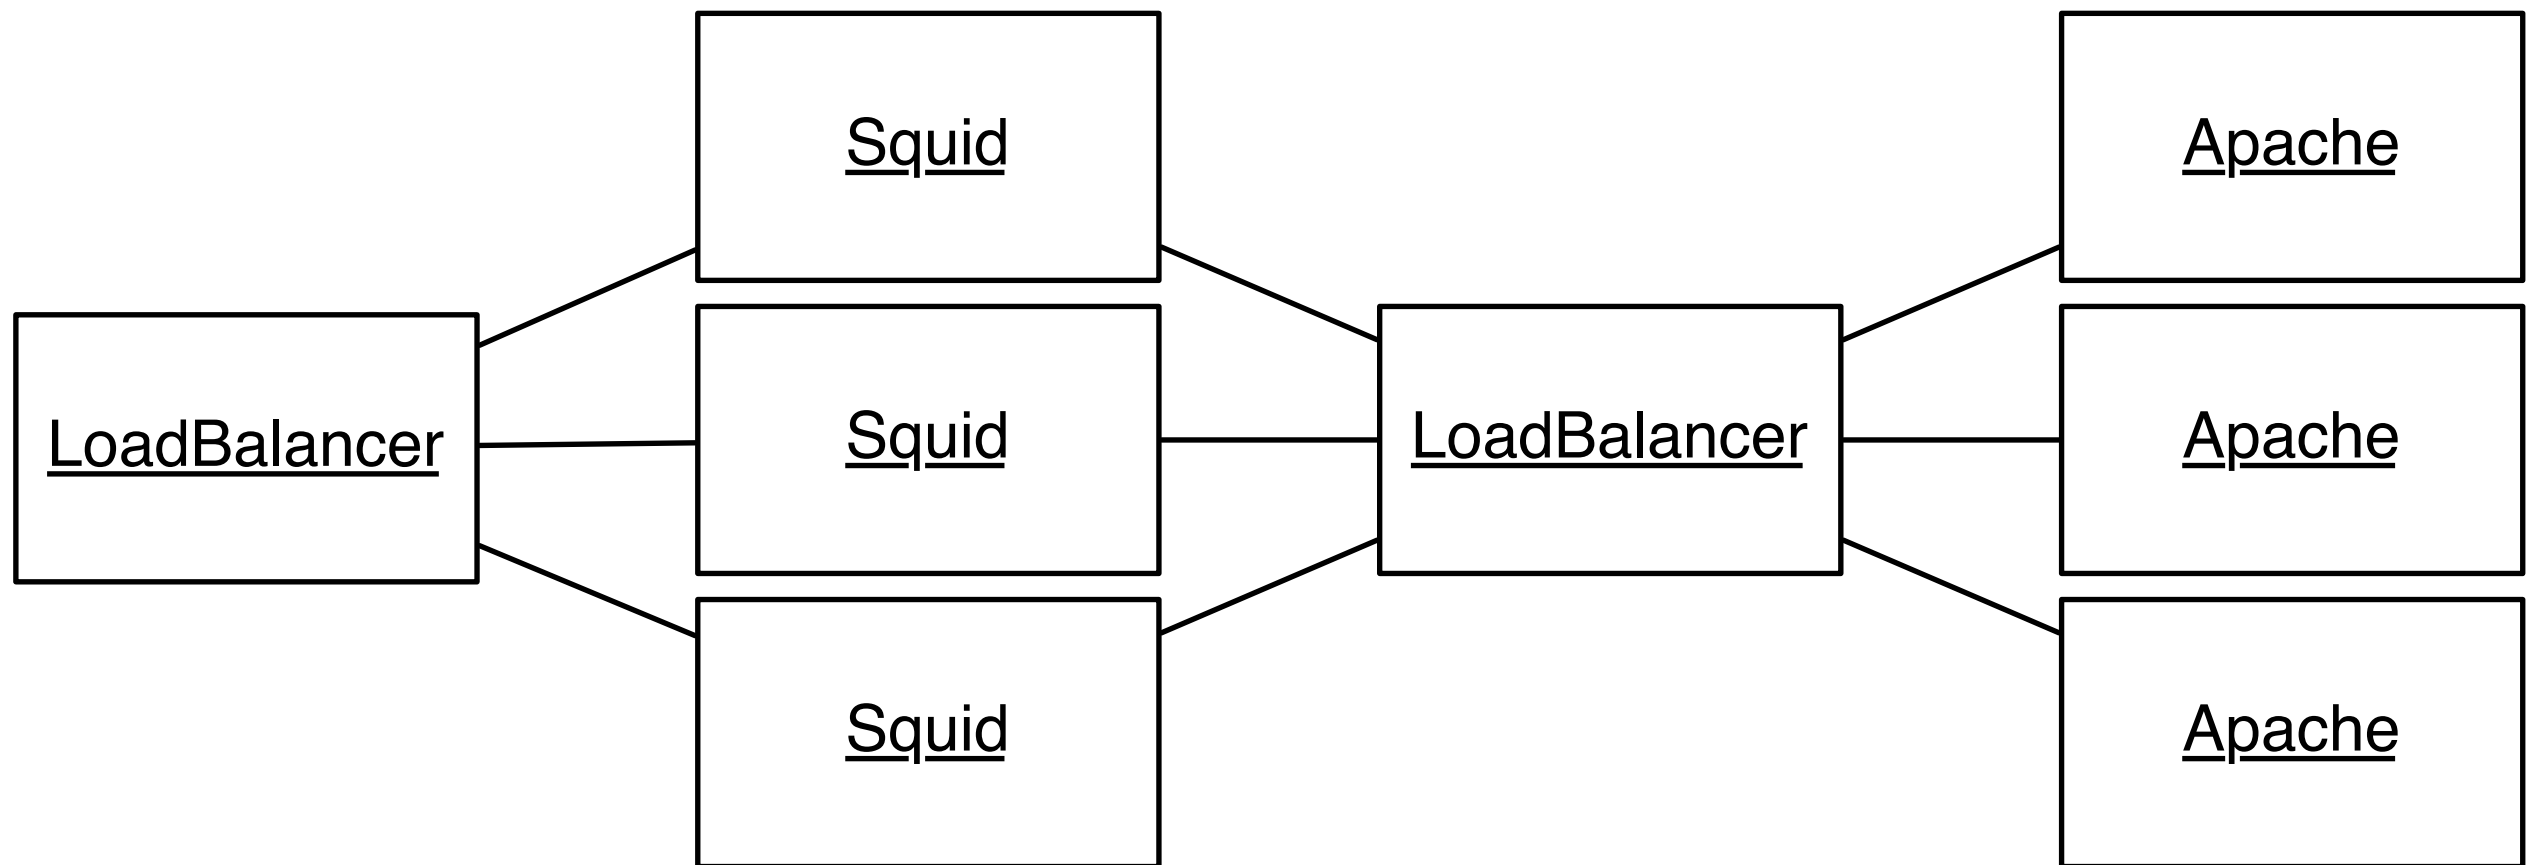 LoadBalancer
Squid
Squid
Squid
LoadBalancer
Apache
Apache
Apache